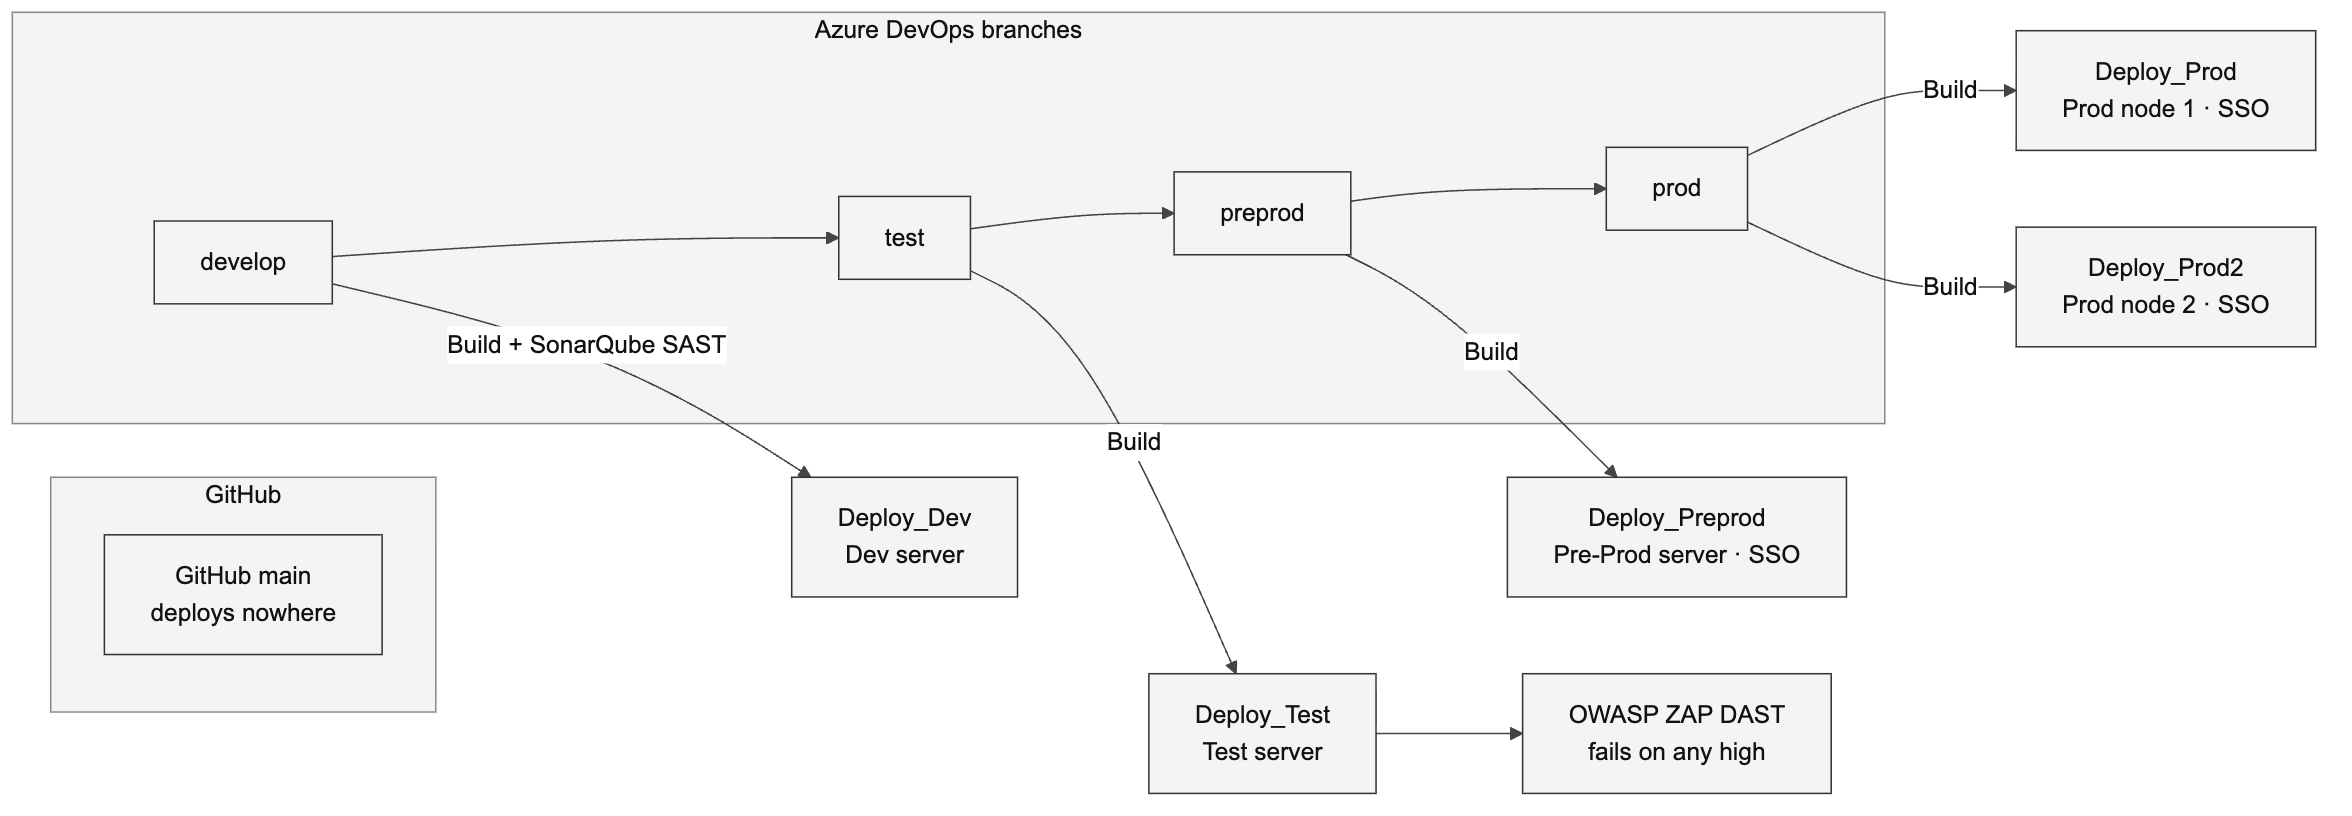 Azure DevOps branches
develop
test
preprod
prod
Build + SonarQube SAST
Build
Build
Build
Build
Deploy_Prod
Prod node 1 · SSO
Deploy_Prod2
Prod node 2 · SSO
GitHub
GitHub main
deploys nowhere
Deploy_Dev
Dev server
Deploy_Preprod
Pre-Prod server · SSO
Deploy_Test
Test server
OWASP ZAP DAST
fails on any high